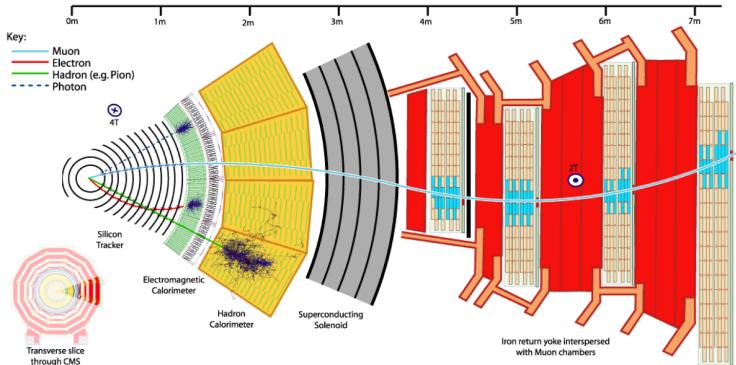 0m 1m 2m 3m 4m 5m 6m 7m
Key:
Muon
Electron
Hadron (e.g. Pion)
Photon
4T
2T
Silicon
Tracker
Electromagnetic
Calorimeter
Hadron
Calorimeter
Superconducting
Solenoid
Iron return yoke interspersed
with Muon chambers
Transverse slice
through CMS